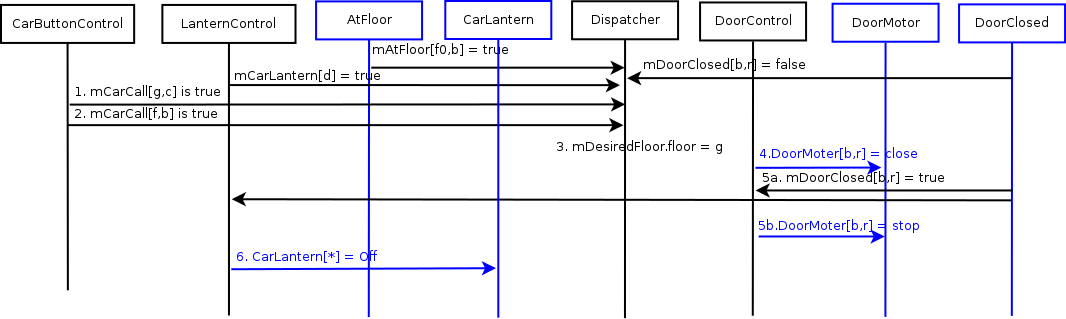 CarButtonControl
LanternControl
AtFloor
CarLantern
Dispatcher
DoorControl
DoorMotor
DoorClosed
mAtFloor[f0,b] = true
mDoorClosed[b,r] = false
mCarLantern[d] = true
1. mCarCall[g,c] is true
2. mCarCall[f,b] is true
3. mDesiredFloor.floor = g
4.DoorMoter[b,r] = close
5a. mDoorClosed[b,r] = true
5b.DoorMoter[b,r] = stop
6. CarLantern[*] = Off